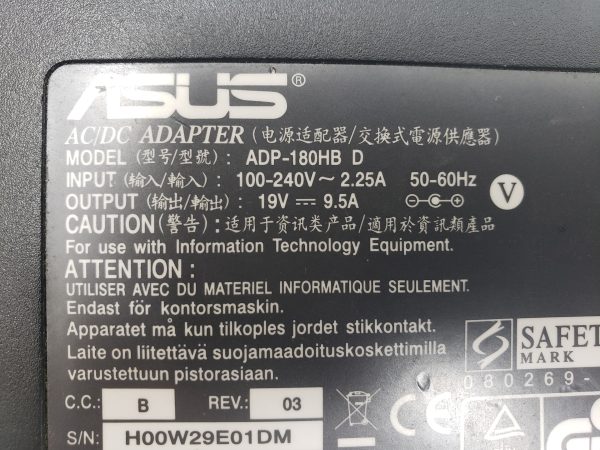 ASUS®
AC/DC ADAPTER (电源适配器/交換式電源供應器)
MODEL (型号/型號) : ADP-180HB D
INPUT (输入/輸入) : 100-240V~ 2.25A 50-60Hz
OUTPUT (输出/輸出): 19V ⎓ 9.5A
V
CAUTION (警告) : 适用于资讯类产品/適用於資訊類產品
For use with Information Technology Equipment.
ATTENTION :
UTILISER AVEC DU MATERIEL INFORMATIQUE SEULEMENT.
Endast för kontorsmaskin.
Apparatet må kun tilkoples jordet stikkontakt.
Laite on liitettävä suojamaadoituskoskettimilla
varustettuun pistorasiaan.
S SAFET
MARK
080269-
C.C.: B REV.: 03
S/N: H00W29E01DM
CE